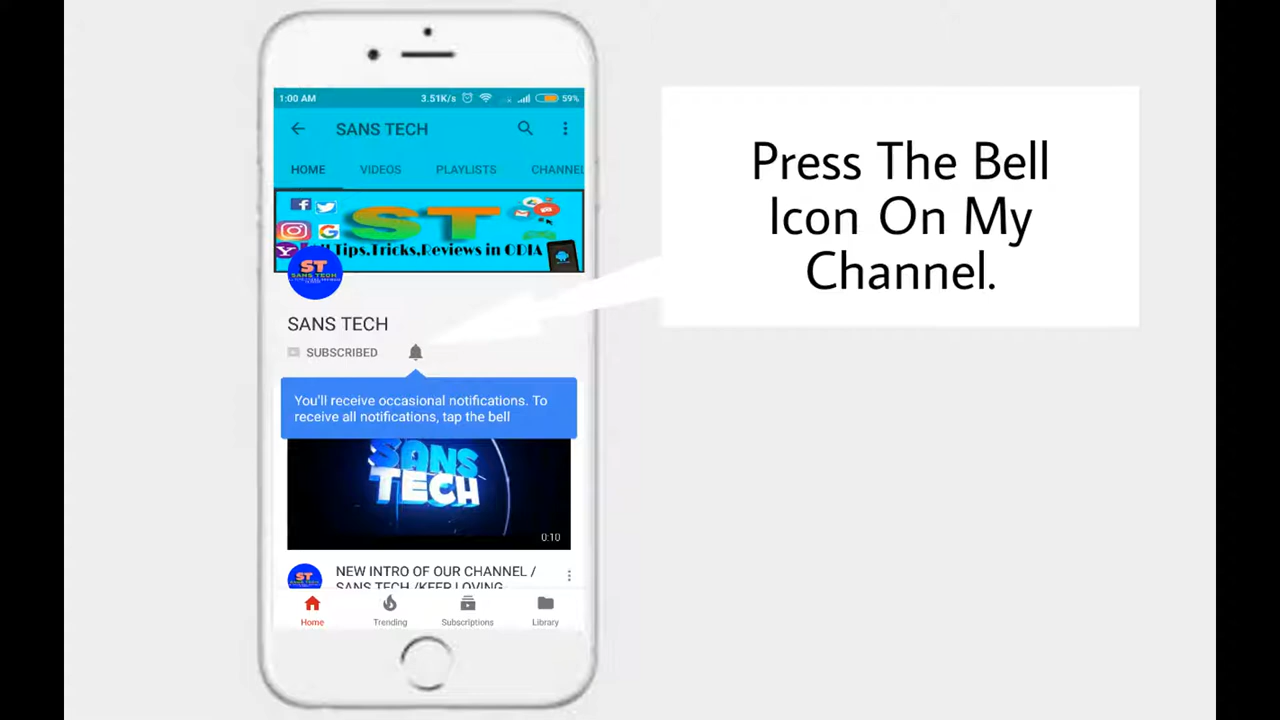 1:00 AM 3.51K/s 59%
SANS TECH
HOME VIDEOS PLAYLISTS CHANNEL
ST
Tips,Tricks,Reviews in ODIA
ST
SANS TECH
SANS TECH
SUBSCRIBED
You'll receive occasional notifications. To
receive all notifications, tap the bell
SANS
TECH
0:10
ST
NEW INTRO OF OUR CHANNEL /
SANS TECH /KEEP LOVING
Home Trending Subscriptions Library
Press The Bell
Icon On My
Channel.